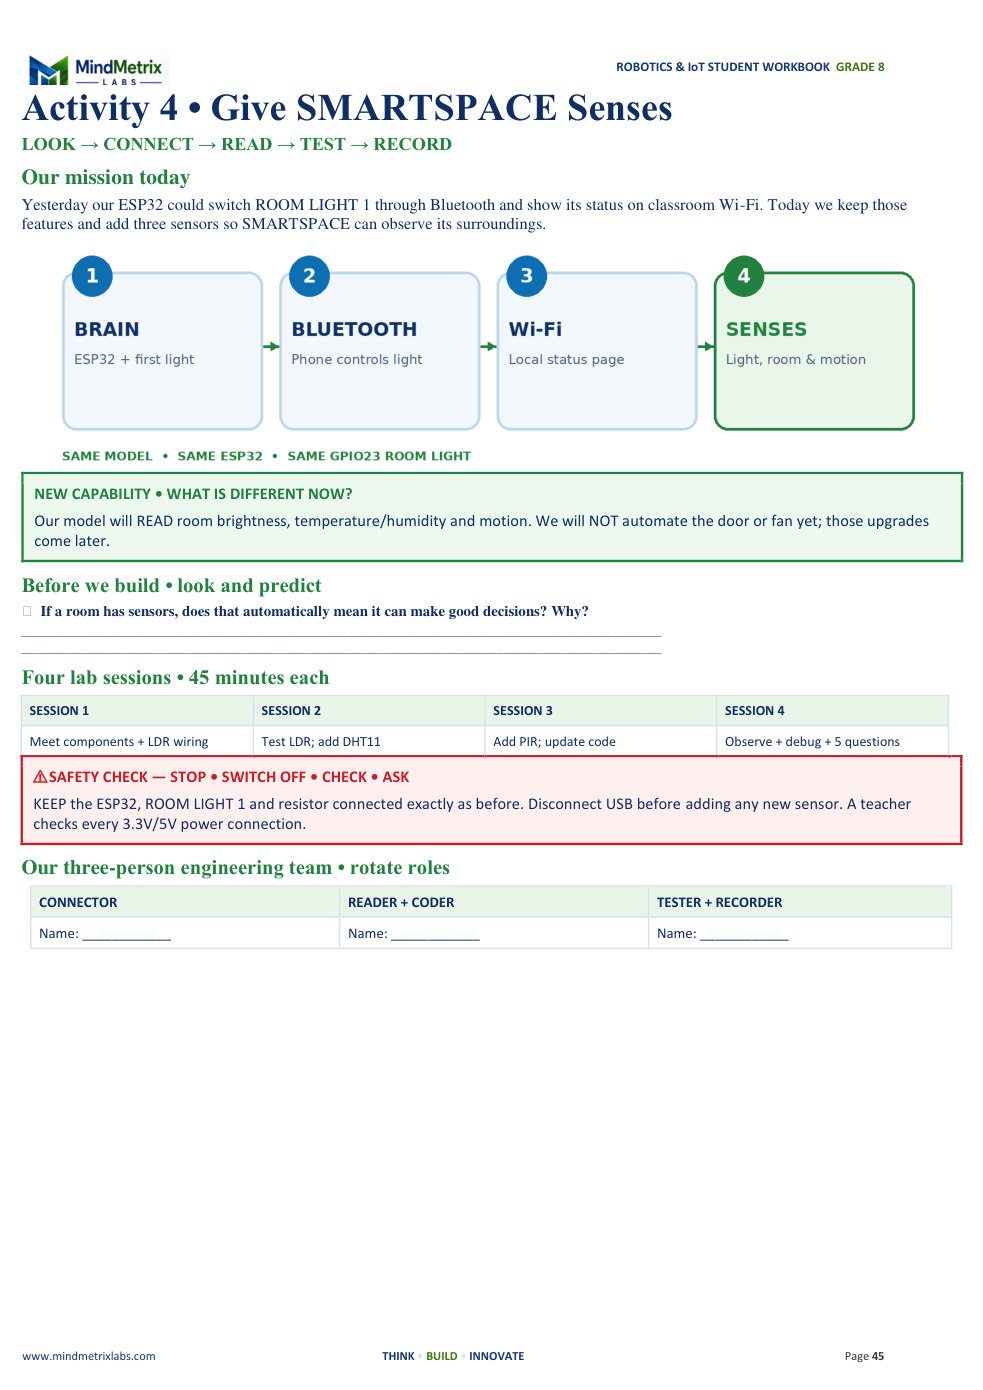 MindMetrix
LABS
ROBOTICS & IoT STUDENT WORKBOOK GRADE 8
Activity 4 • Give SMARTSPACE Senses
LOOK → CONNECT → READ → TEST → RECORD
Our mission today
Yesterday our ESP32 could switch ROOM LIGHT 1 through Bluetooth and show its status on classroom Wi-Fi. Today we keep those
features and add three sensors so SMARTSPACE can observe its surroundings.
1
BRAIN
ESP32 + first light
2
BLUETOOTH
Phone controls light
3
Wi-Fi
Local status page
4
SENSES
Light, room & motion
SAME MODEL • SAME ESP32 • SAME GPIO23 ROOM LIGHT
NEW CAPABILITY • WHAT IS DIFFERENT NOW?
Our model will READ room brightness, temperature/humidity and motion. We will NOT automate the door or fan yet; those upgrades
come later.
Before we build • look and predict
If a room has sensors, does that automatically mean it can make good decisions? Why?
Four lab sessions • 45 minutes each
SESSION 1 SESSION 2 SESSION 3 SESSION 4
Meet components + LDR wiring Test LDR; add DHT11 Add PIR; update code Observe + debug + 5 questions
⚠SAFETY CHECK — STOP • SWITCH OFF • CHECK • ASK
KEEP the ESP32, ROOM LIGHT 1 and resistor connected exactly as before. Disconnect USB before adding any new sensor. A teacher
checks every 3.3V/5V power connection.
Our three-person engineering team • rotate roles
CONNECTOR READER + CODER TESTER + RECORDER
Name: ____________ Name: ____________ Name: ____________
www.mindmetrixlabs.com THINK • BUILD • INNOVATE Page 45